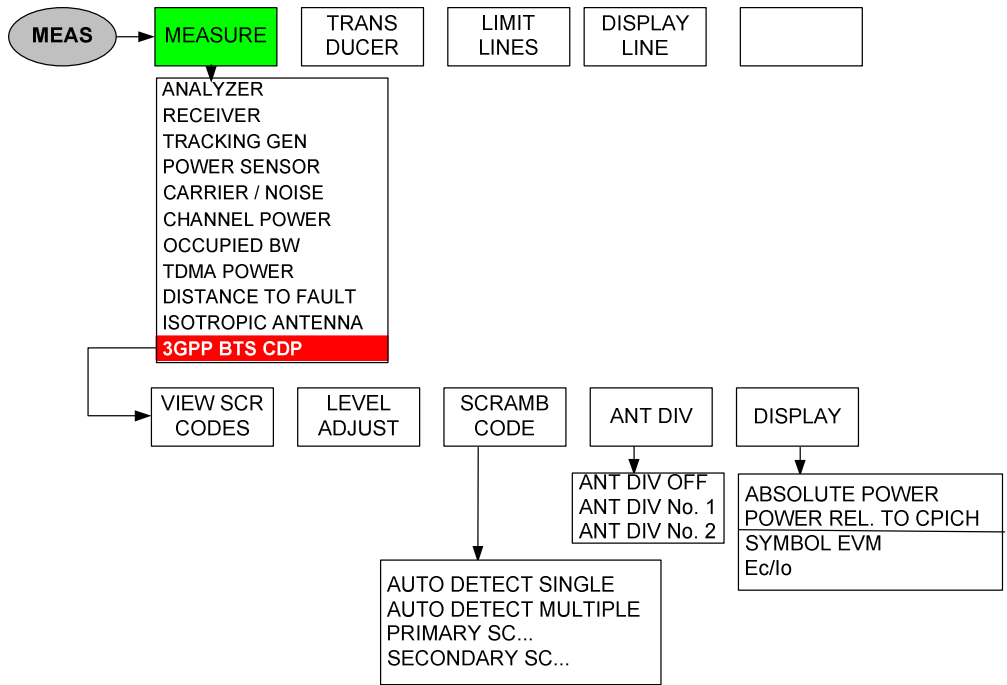 MEAS
MEASURE
TRANS
DUCER
LIMIT
LINES
DISPLAY
LINE
ANALYZER
RECEIVER
TRACKING GEN
POWER SENSOR
CARRIER / NOISE
CHANNEL POWER
OCCUPIED BW
TDMA POWER
DISTANCE TO FAULT
ISOTROPIC ANTENNA
3GPP BTS CDP
VIEW SCR
CODES
LEVEL
ADJUST
SCRAMB
CODE
ANT DIV
DISPLAY
ANT DIV OFF
ANT DIV No. 1
ANT DIV No. 2
ABSOLUTE POWER
POWER REL. TO CPICH
SYMBOL EVM
Ec/Io
AUTO DETECT SINGLE
AUTO DETECT MULTIPLE
PRIMARY SC...
SECONDARY SC...